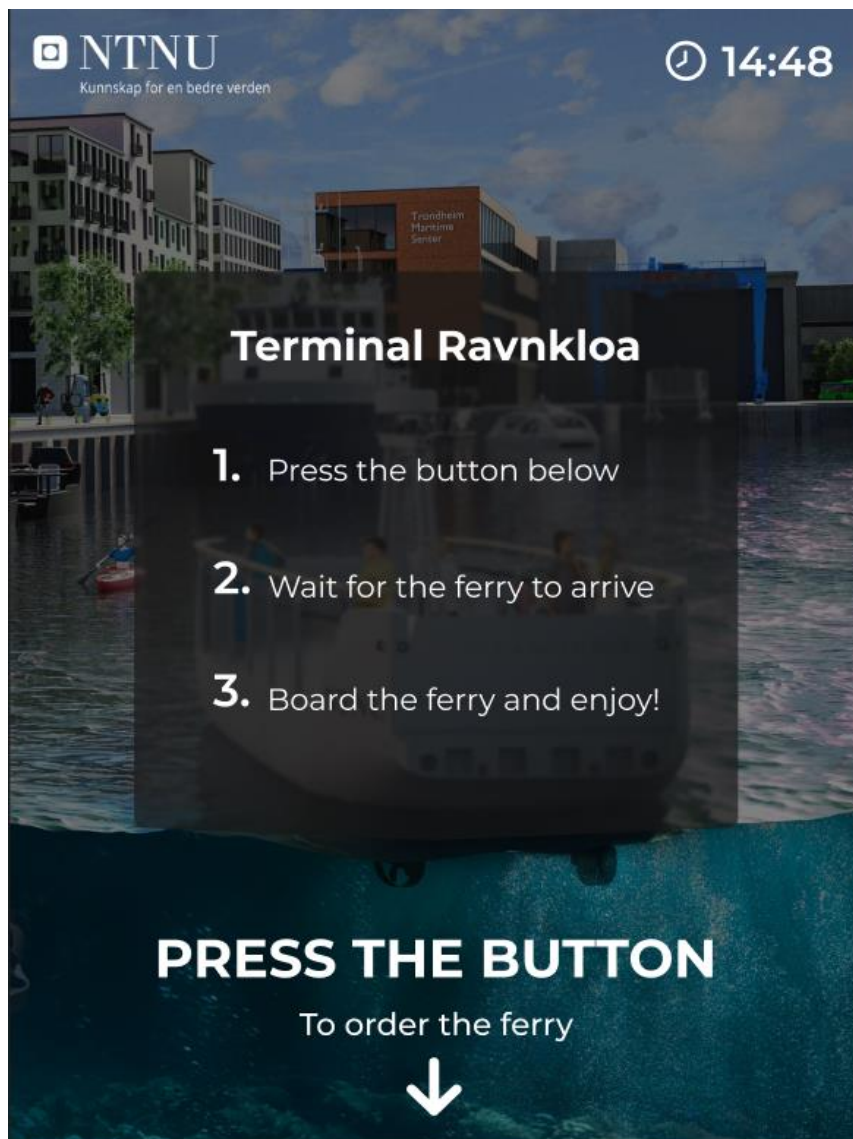 NTNU
Kunnskap for en bedre verden
14:48
Trondheim
Maritime
Senter
Terminal Ravnkloa
1. Press the button below
2. Wait for the ferry to arrive
3. Board the ferry and enjoy!
PRESS THE BUTTON
To order the ferry